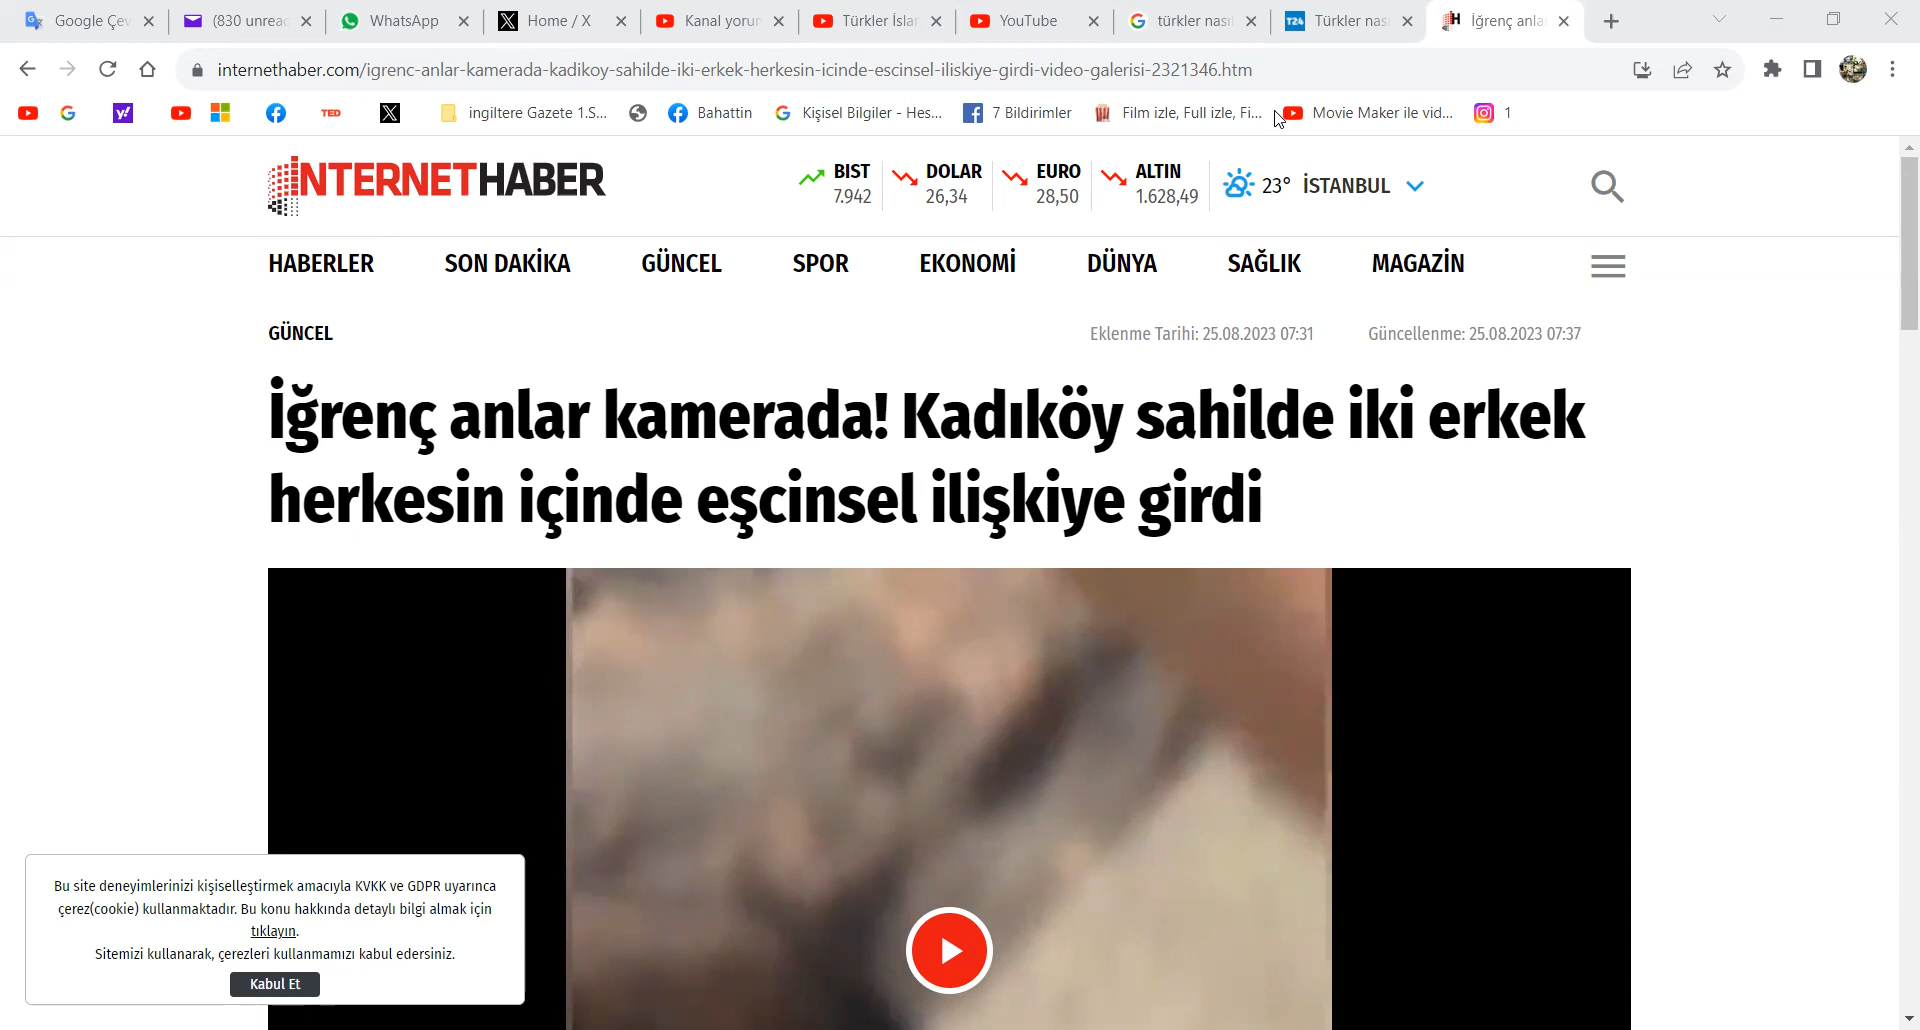 Google Çev
(830 unread
WhatsApp
Home / X
Kanal yorun
Türkler İslan
YouTube
türkler nasıl
Türkler nası
İğrenç anla
internethaber.com/igrenc-anlar-kamerada-kadikoy-sahilde-iki-erkek-herkesin-icinde-escinsel-iliskiye-girdi-video-galerisi-2321346.htm
TED
ingiltere Gazete 1.S...
Bahattin
Kişisel Bilgiler - Hes...
7 Bildirimler
Film izle, Full izle, Fi...
Movie Maker ile vid...
1
İNTERNETHABER
BIST
7.942
DOLAR
26,34
EURO
28,50
ALTIN
1.628,49
23° İSTANBUL
HABERLER
SON DAKİKA
GÜNCEL
SPOR
EKONOMİ
DÜNYA
SAĞLIK
MAGAZİN
GÜNCEL
Eklenme Tarihi: 25.08.2023 07:31
Güncellenme: 25.08.2023 07:37
İğrenç anlar kamerada! Kadıköy sahilde iki erkek
herkesin içinde eşcinsel ilişkiye girdi
Bu site deneyimlerinizi kişiselleştirmek amacıyla KVKK ve GDPR uyarınca
çerez(cookie) kullanmaktadır. Bu konu hakkında detaylı bilgi almak için
tıklayın.
Sitemizi kullanarak, çerezleri kullanmamızı kabul edersiniz.
Kabul Et